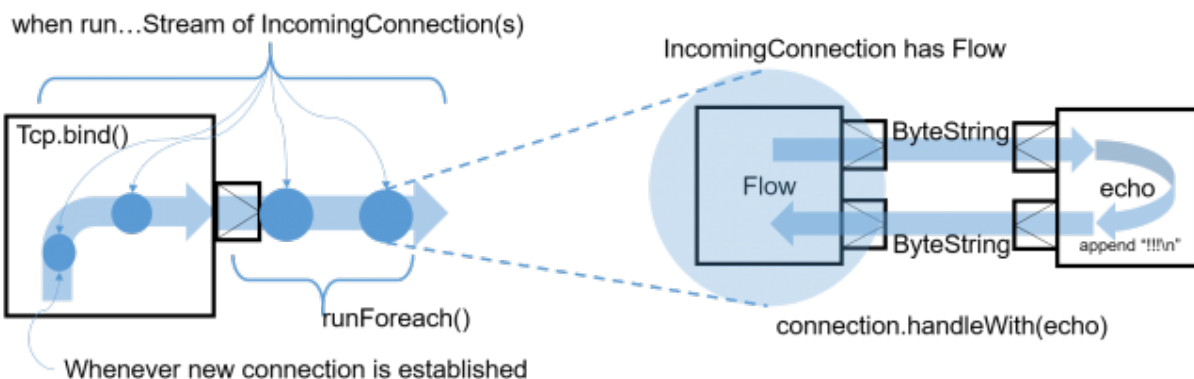 when run...Stream of IncomingConnection(s)
Tcp.bind()
runForeach()
Whenever new connection is established
IncomingConnection has Flow
ByteString
Flow
echo
ByteString
append "!!!\n"
connection.handleWith(echo)